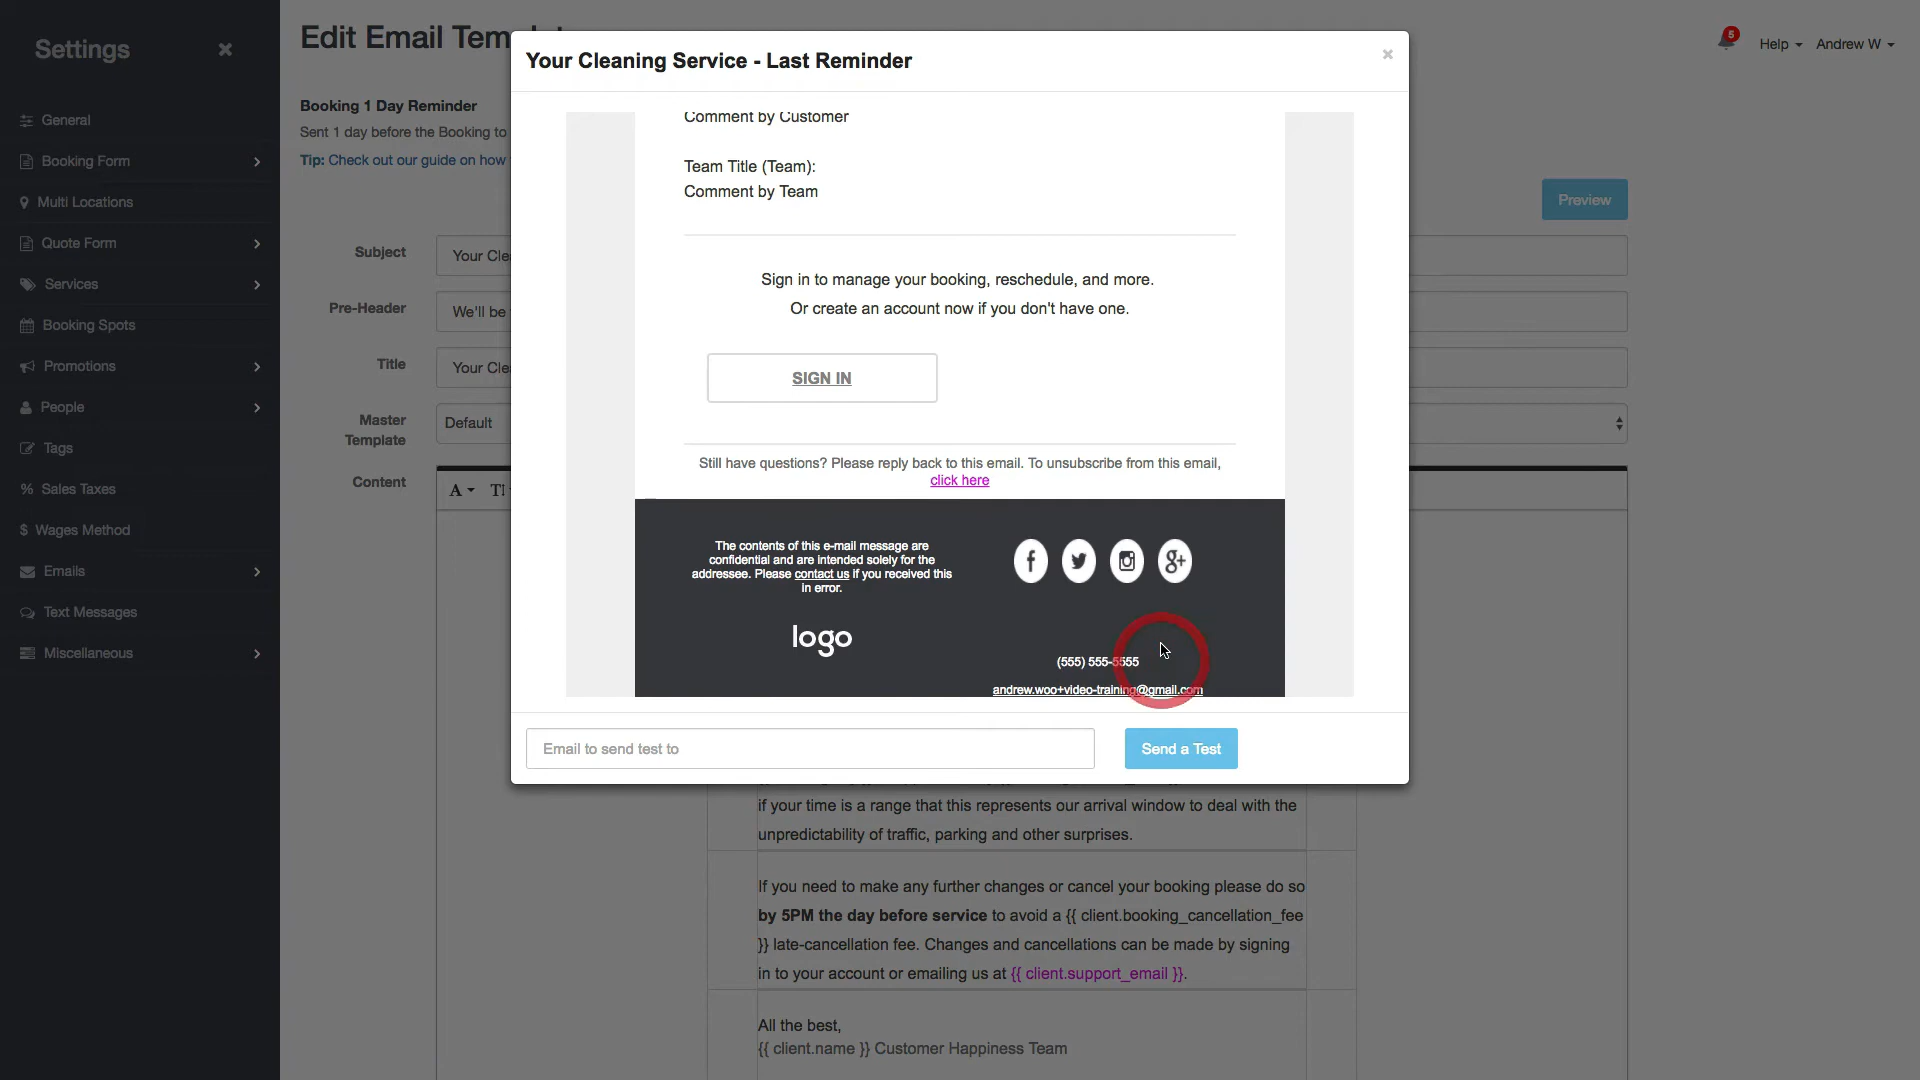 Settings
×
General
Booking Form
Multi Locations
Quote Form
Services
Booking Spots
Promotions
People
Tags
% Sales Taxes
$ Wages Method
Emails
Text Messages
Miscellaneous
Edit Email Templat
5
Help
Andrew W
Booking 1 Day Reminder
Sent 1 day before the Booking to
Tip: Check out our guide on how
Preview
Subject
Your Cle
Pre-Header
We'll be
Title
Your Cle
Master
Template
Default
Content
A
Your Cleaning Service - Last Reminder
×
Comment by Customer
Team Title (Team):
Comment by Team
Sign in to manage your booking, reschedule, and more.
Or create an account now if you don't have one.
SIGN IN
Still have questions? Please reply back to this email. To unsubscribe from this email,
click here
The contents of this e-mail message are
confidential and are intended solely for the
addressee. Please contact us if you received this
in error.
logo
(555) 555-5555
andrew.woo+video-training@gmail.com
Email to send test to
Send a Test
if your time is a range that this represents our arrival window to deal with the
unpredictability of traffic, parking and other surprises.
If you need to make any further changes or cancel your booking please do so
by 5PM the day before service to avoid a {{ client.booking_cancellation_fee
}} late-cancellation fee. Changes and cancellations can be made by signing
in to your account or emailing us at {{ client.support_email }}.
All the best,
{{ client.name }} Customer Happiness Team